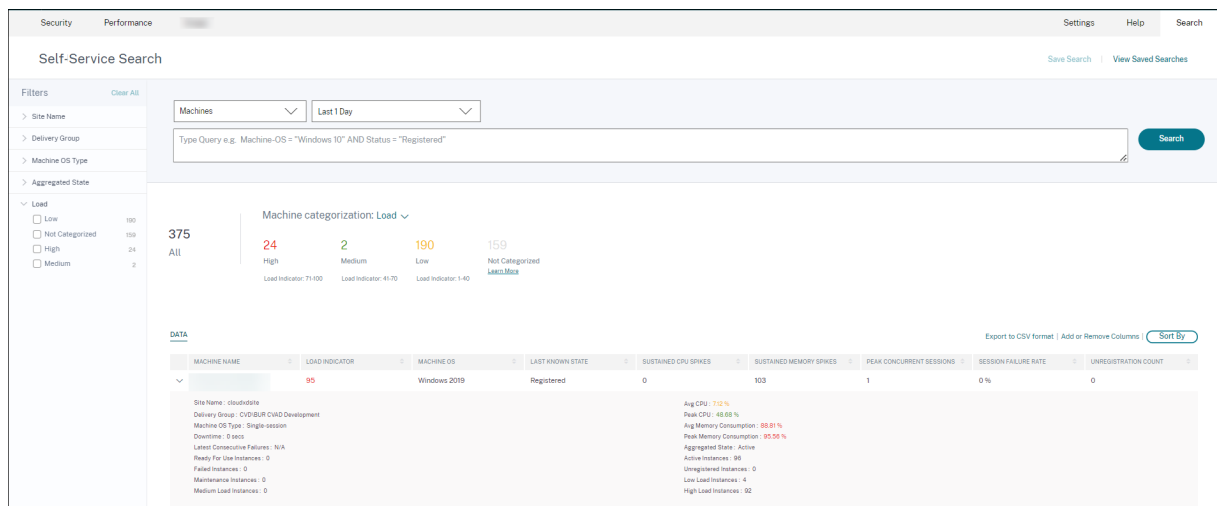 Security Performance Settings Help Search
Self-Service Search
Save Search | View Saved Searches
Filters Clear All
Site Name
Delivery Group
Machine OS Type
Aggregated State
Load
Low 190
Not Categorized 159
High 24
Medium 2
Machines Last 1 Day
Type Query e.g. Machine-OS = "Windows 10" AND Status = "Registered"
Search
375
All
Machine categorization: Load
24 2 190 159
High Medium Low Not Categorized
Learn More
Load Indicator: 71-100 Load Indicator: 41-70 Load Indicator: 1-40
DATA
Export to CSV format | Add or Remove Columns | Sort By
MACHINE NAME LOAD INDICATOR MACHINE OS LAST KNOWN STATE SUSTAINED CPU SPIKES SUSTAINED MEMORY SPIKES PEAK CONCURRENT SESSIONS SESSION FAILURE RATE UNREGISTRATION COUNT
95 Windows 2019 Registered 0 103 1 0 % 0
Site Name : cloudxdsite
Delivery Group : CVD\BUR CVAD Development
Machine OS Type : Single-session
Downtime : 0 secs
Latest Consecutive Failures : N/A
Ready For Use Instances : 0
Failed Instances : 0
Maintenance Instances : 0
Medium Load Instances : 0
Avg CPU : 7.12 %
Peak CPU : 48.68 %
Avg Memory Consumption : 88.81 %
Peak Memory Consumption : 95.56 %
Aggregated State : Active
Active Instances : 96
Unregistered Instances : 0
Low Load Instances : 4
High Load Instances : 92